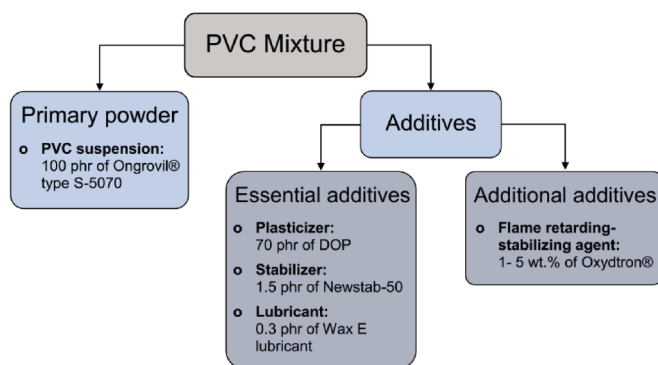 PVC Mixture
Primary powder
o PVC suspension:
100 phr of Ongrovil®
type S-5070
Additives
Essential additives
o Plasticizer:
70 phr of DOP
o Stabilizer:
1.5 phr of Newstab-50
o Lubricant:
0.3 phr of Wax E
lubricant
Additional additives
o Flame retarding-
stabilizing agent:
1- 5 wt.% of Oxydtron®